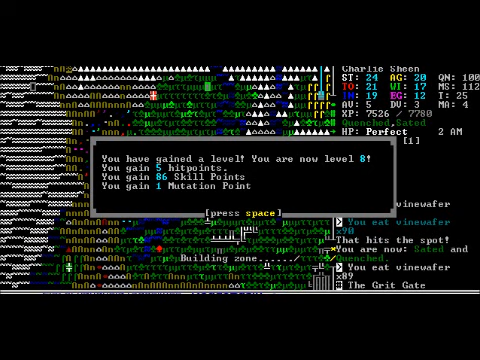 Charlie Sheen
ST: 24 AG: 20 QN: 100
TO: 21 WI: 17 MS: 112
IN: 19 EG: 12 T: 25
AV: 5 DV: 3 MA: 4
XP: 7526 / 7780
Quenched,Sated
HP: Perfect 2 AM
[1]
You have gained a level! You are now level 8!
You gain 5 hitpoints.
You gain 86 Skill Points
You gain 1 Mutation Point
[press space]
vinewafer
You eat vinewafer
x90
That hits the spot!
You are now: Sated and
Quenched.
Building zone....../
You eat vinewafer
x89
The Grit Gate